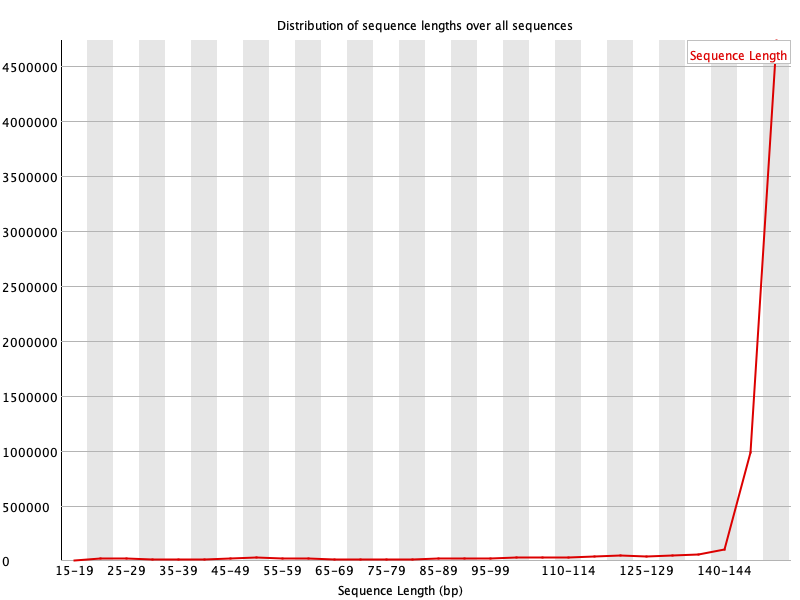 Distribution of sequence lengths over all sequences
Sequence Length
4500000
4000000
3500000
3000000
2500000
2000000
1500000
1000000
500000
0
15-19 25-29 35-39 45-49 55-59 65-69 75-79 85-89 95-99 110-114 125-129 140-144
Sequence Length (bp)